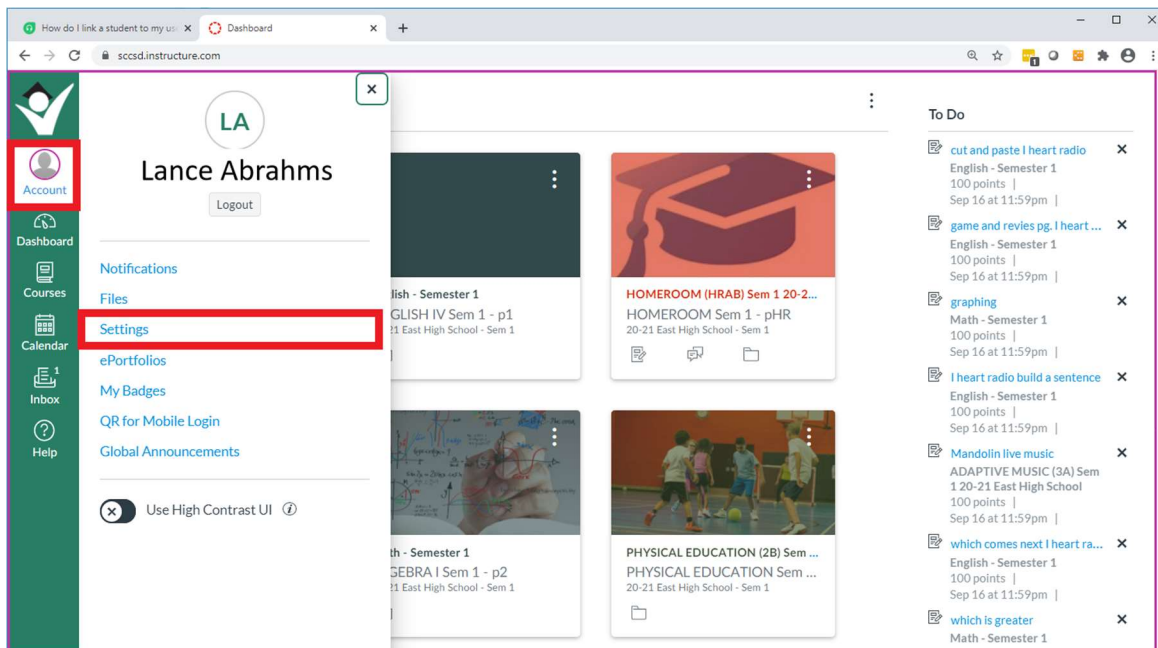 How do I link a student to my us
Dashboard
sccsd.instructure.com
1
Account
Dashboard
Courses
Calendar
1
Inbox
Help
LA
Lance Abrahms
Logout
Notifications
Files
Settings
ePortfolios
My Badges
QR for Mobile Login
Global Announcements
Use High Contrast UI
lish - Semester 1
GLISH IV Sem 1 - p1
21 East High School - Sem 1
HOMEROOM (HRAB) Sem 1 20-2...
HOMEROOM Sem 1 - pHR
20-21 East High School - Sem 1
th - Semester 1
GEBRA I Sem 1 - p2
21 East High School - Sem 1
PHYSICAL EDUCATION (2B) Sem ...
PHYSICAL EDUCATION Sem ...
20-21 East High School - Sem 1
To Do
cut and paste I heart radio
English - Semester 1
100 points |
Sep 16 at 11:59pm |
game and revies pg. I heart ...
English - Semester 1
100 points |
Sep 16 at 11:59pm |
graphing
Math - Semester 1
100 points |
Sep 16 at 11:59pm |
I heart radio build a sentence
English - Semester 1
100 points |
Sep 16 at 11:59pm |
Mandolin live music
ADAPTIVE MUSIC (3A) Sem
1 20-21 East High School
100 points |
Sep 16 at 11:59pm |
which comes next I heart ra...
English - Semester 1
100 points |
Sep 16 at 11:59pm |
which is greater
Math - Semester 1